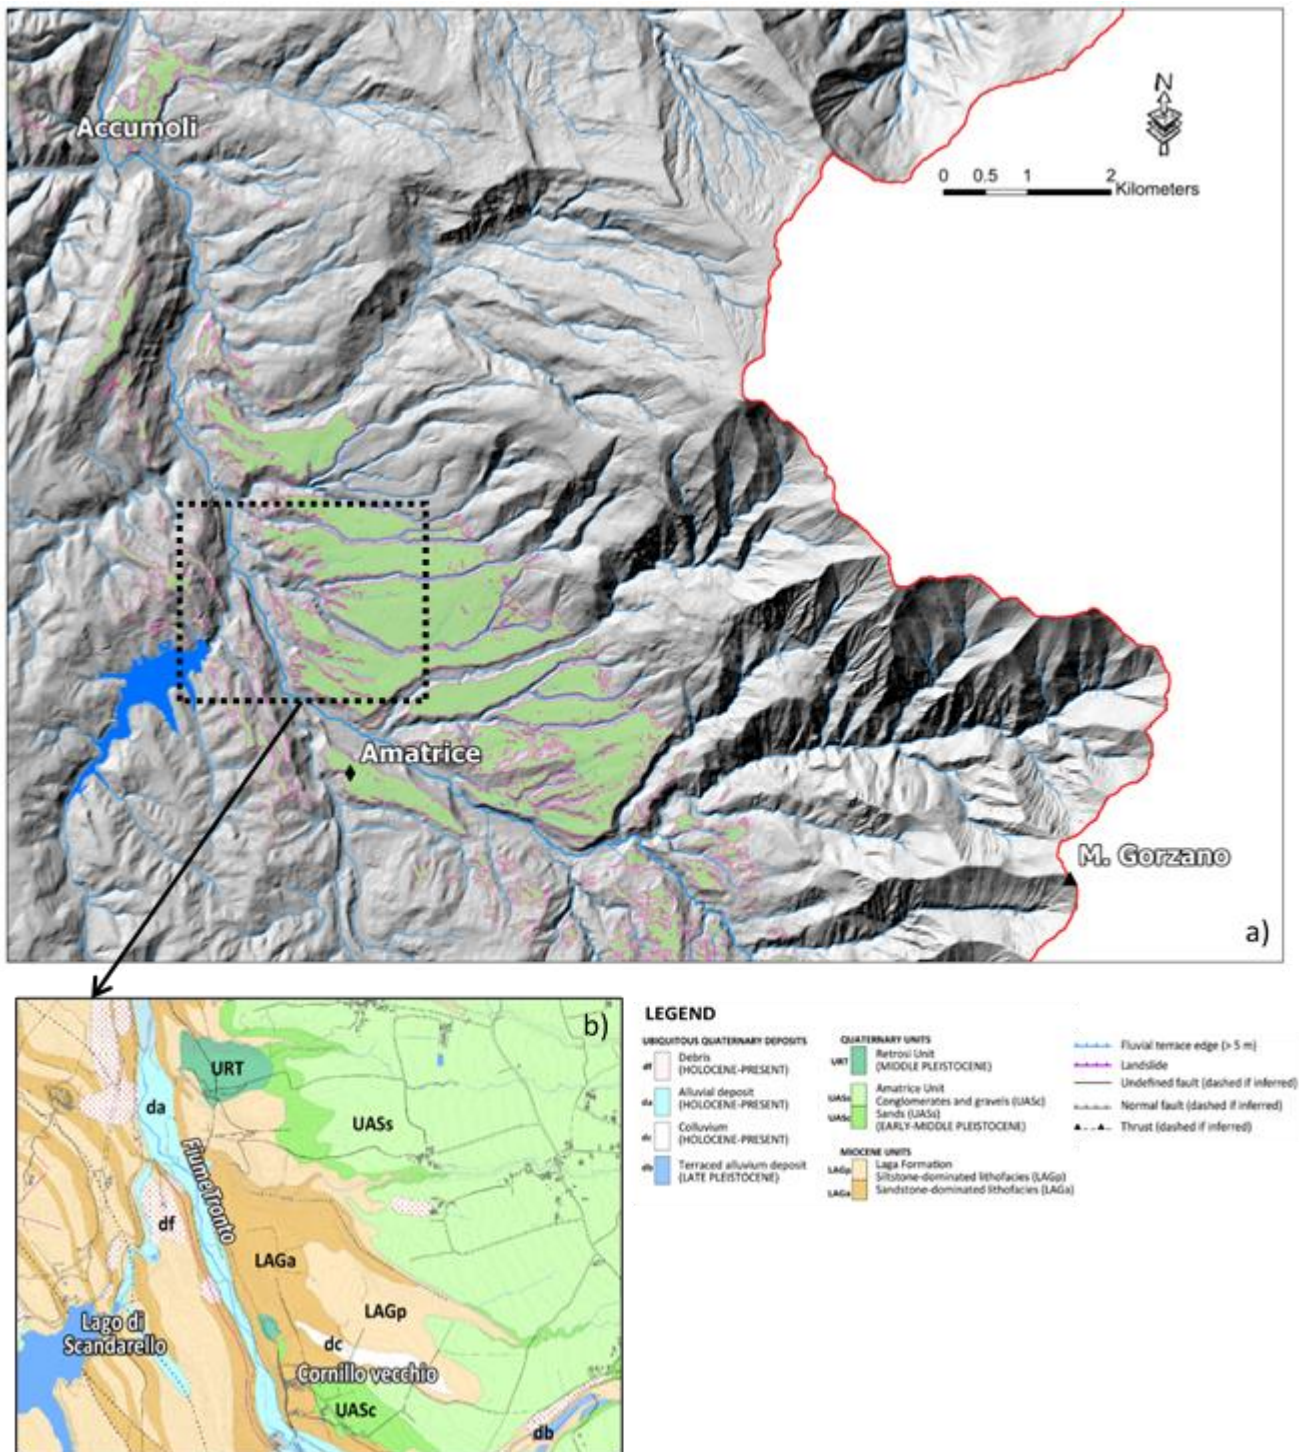 Accumoli
N
0 0.5 1 2
Kilometers
Amatrice
M. Gorzano
a)
b)
URT
da
UASs
Fiume Tronto
df
LAGa
LAGp
Lago di
Scandarello
dc
Cornillo vecchio
UASc
db
LEGEND
UBIQUITOUS QUATERNARY DEPOSITS
df
Debris
(HOLOCENE-PRESENT)
da
Alluvial deposit
(HOLOCENE-PRESENT)
dc
Colluvium
(HOLOCENE-PRESENT)
db
Terraced alluvium deposit
(LATE PLEISTOCENE)
QUATERNARY UNITS
URT
Retrosi Unit
(MIDDLE PLEISTOCENE)
UASs
UASc
Amatrice Unit
Conglomerates and gravels (UASc)
Sands (UASs)
(EARLY-MIDDLE PLEISTOCENE)
MIOCENE UNITS
LAGp
LAGa
Laga Formation
Siltstone-dominated lithofacies (LAGp)
Sandstone-dominated lithofacies (LAGa)
Fluvial terrace edge (> 5 m)
Landslide
Undefined fault (dashed if inferred)
Normal fault (dashed if inferred)
Thrust (dashed if inferred)